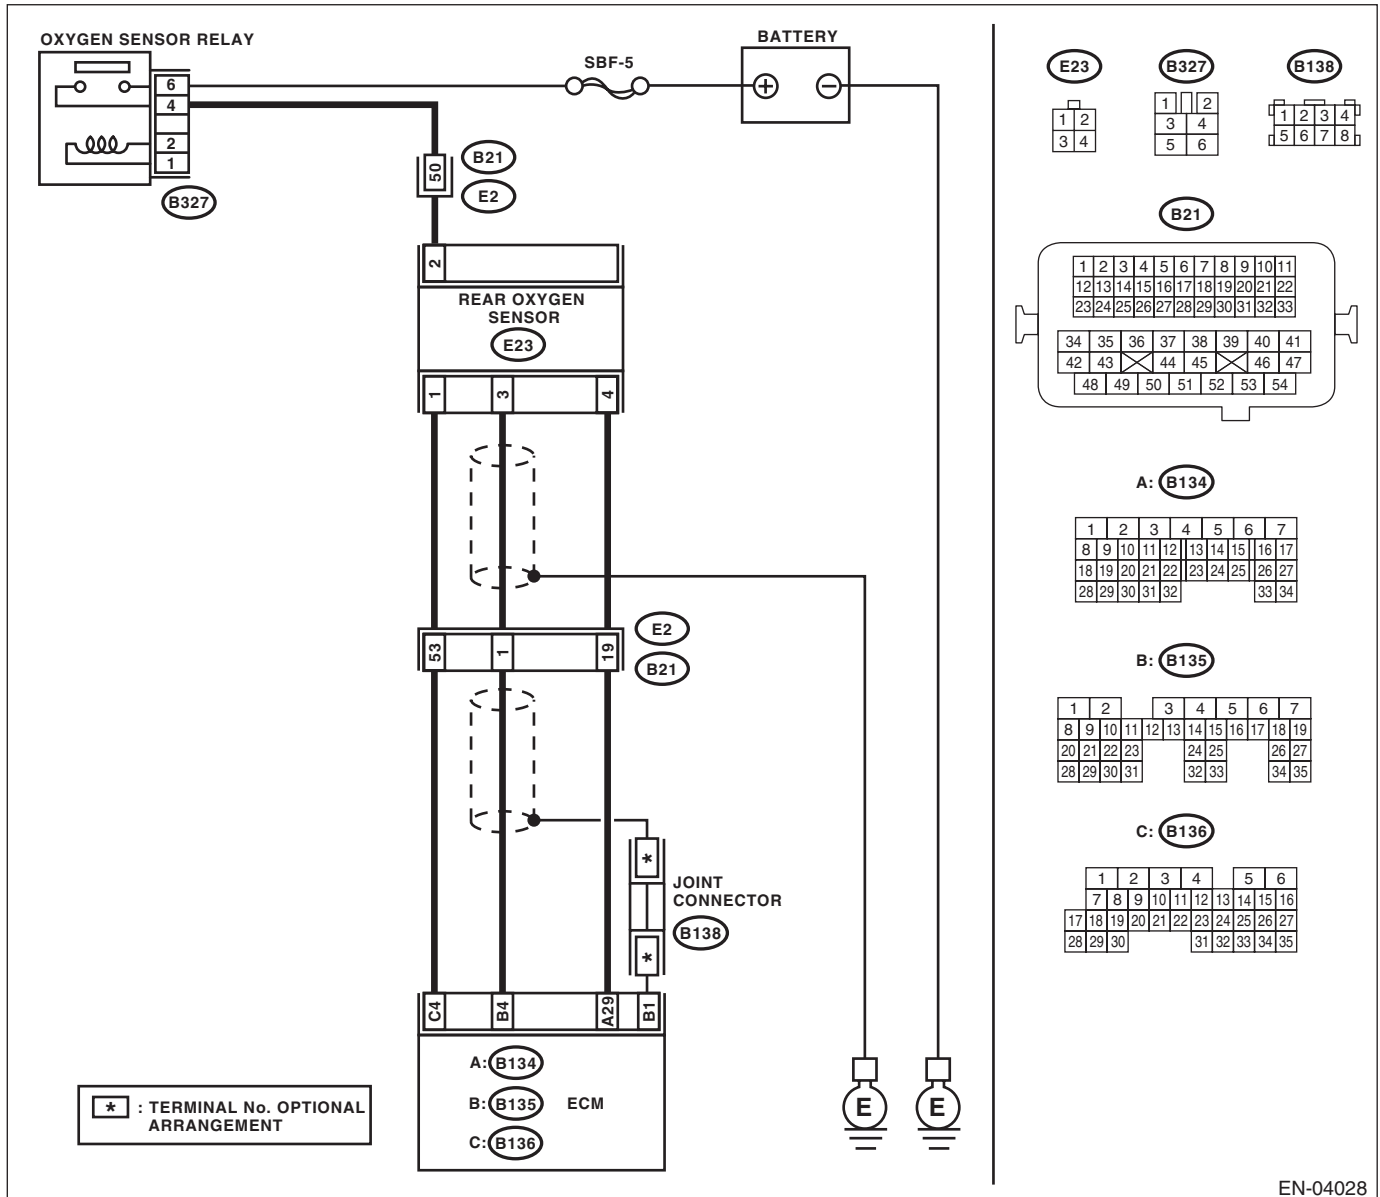 OXYGEN SENSOR RELAY
BATTERY
SBF-5
6
4
2
1
B327
50
B21
E2
2
REAR OXYGEN
SENSOR
E23
1 3 4
53 1 19
E2
B21
*
JOINT
CONNECTOR
B138
*
C4 B4 A29 B1
A: B134
B: B135 ECM
C: B136
* : TERMINAL No. OPTIONAL
ARRANGEMENT
E E
E23 B327 B138
1 2
3 4
1 2
3 4
5 6
1 2 3 4
5 6 7 8
B21
1 2 3 4 5 6 7 8 9 10 11
12 13 14 15 16 17 18 19 20 21 22
23 24 25 26 27 28 29 30 31 32 33
34 35 36 37 38 39 40 41
42 43 44 45 46 47
48 49 50 51 52 53 54
A: B134
1 2 3 4 5 6 7
8 9 10 11 12 13 14 15 16 17
18 19 20 21 22 23 24 25 26 27
28 29 30 31 32 33 34
B: B135
1 2 3 4 5 6 7
8 9 10 11 12 13 14 15 16 17 18 19
20 21 22 23 24 25 26 27
28 29 30 31 32 33 34 35
C: B136
1 2 3 4 5 6
7 8 9 10 11 12 13 14 15 16
17 18 19 20 21 22 23 24 25 26 27
28 29 30 31 32 33 34 35
EN-04028